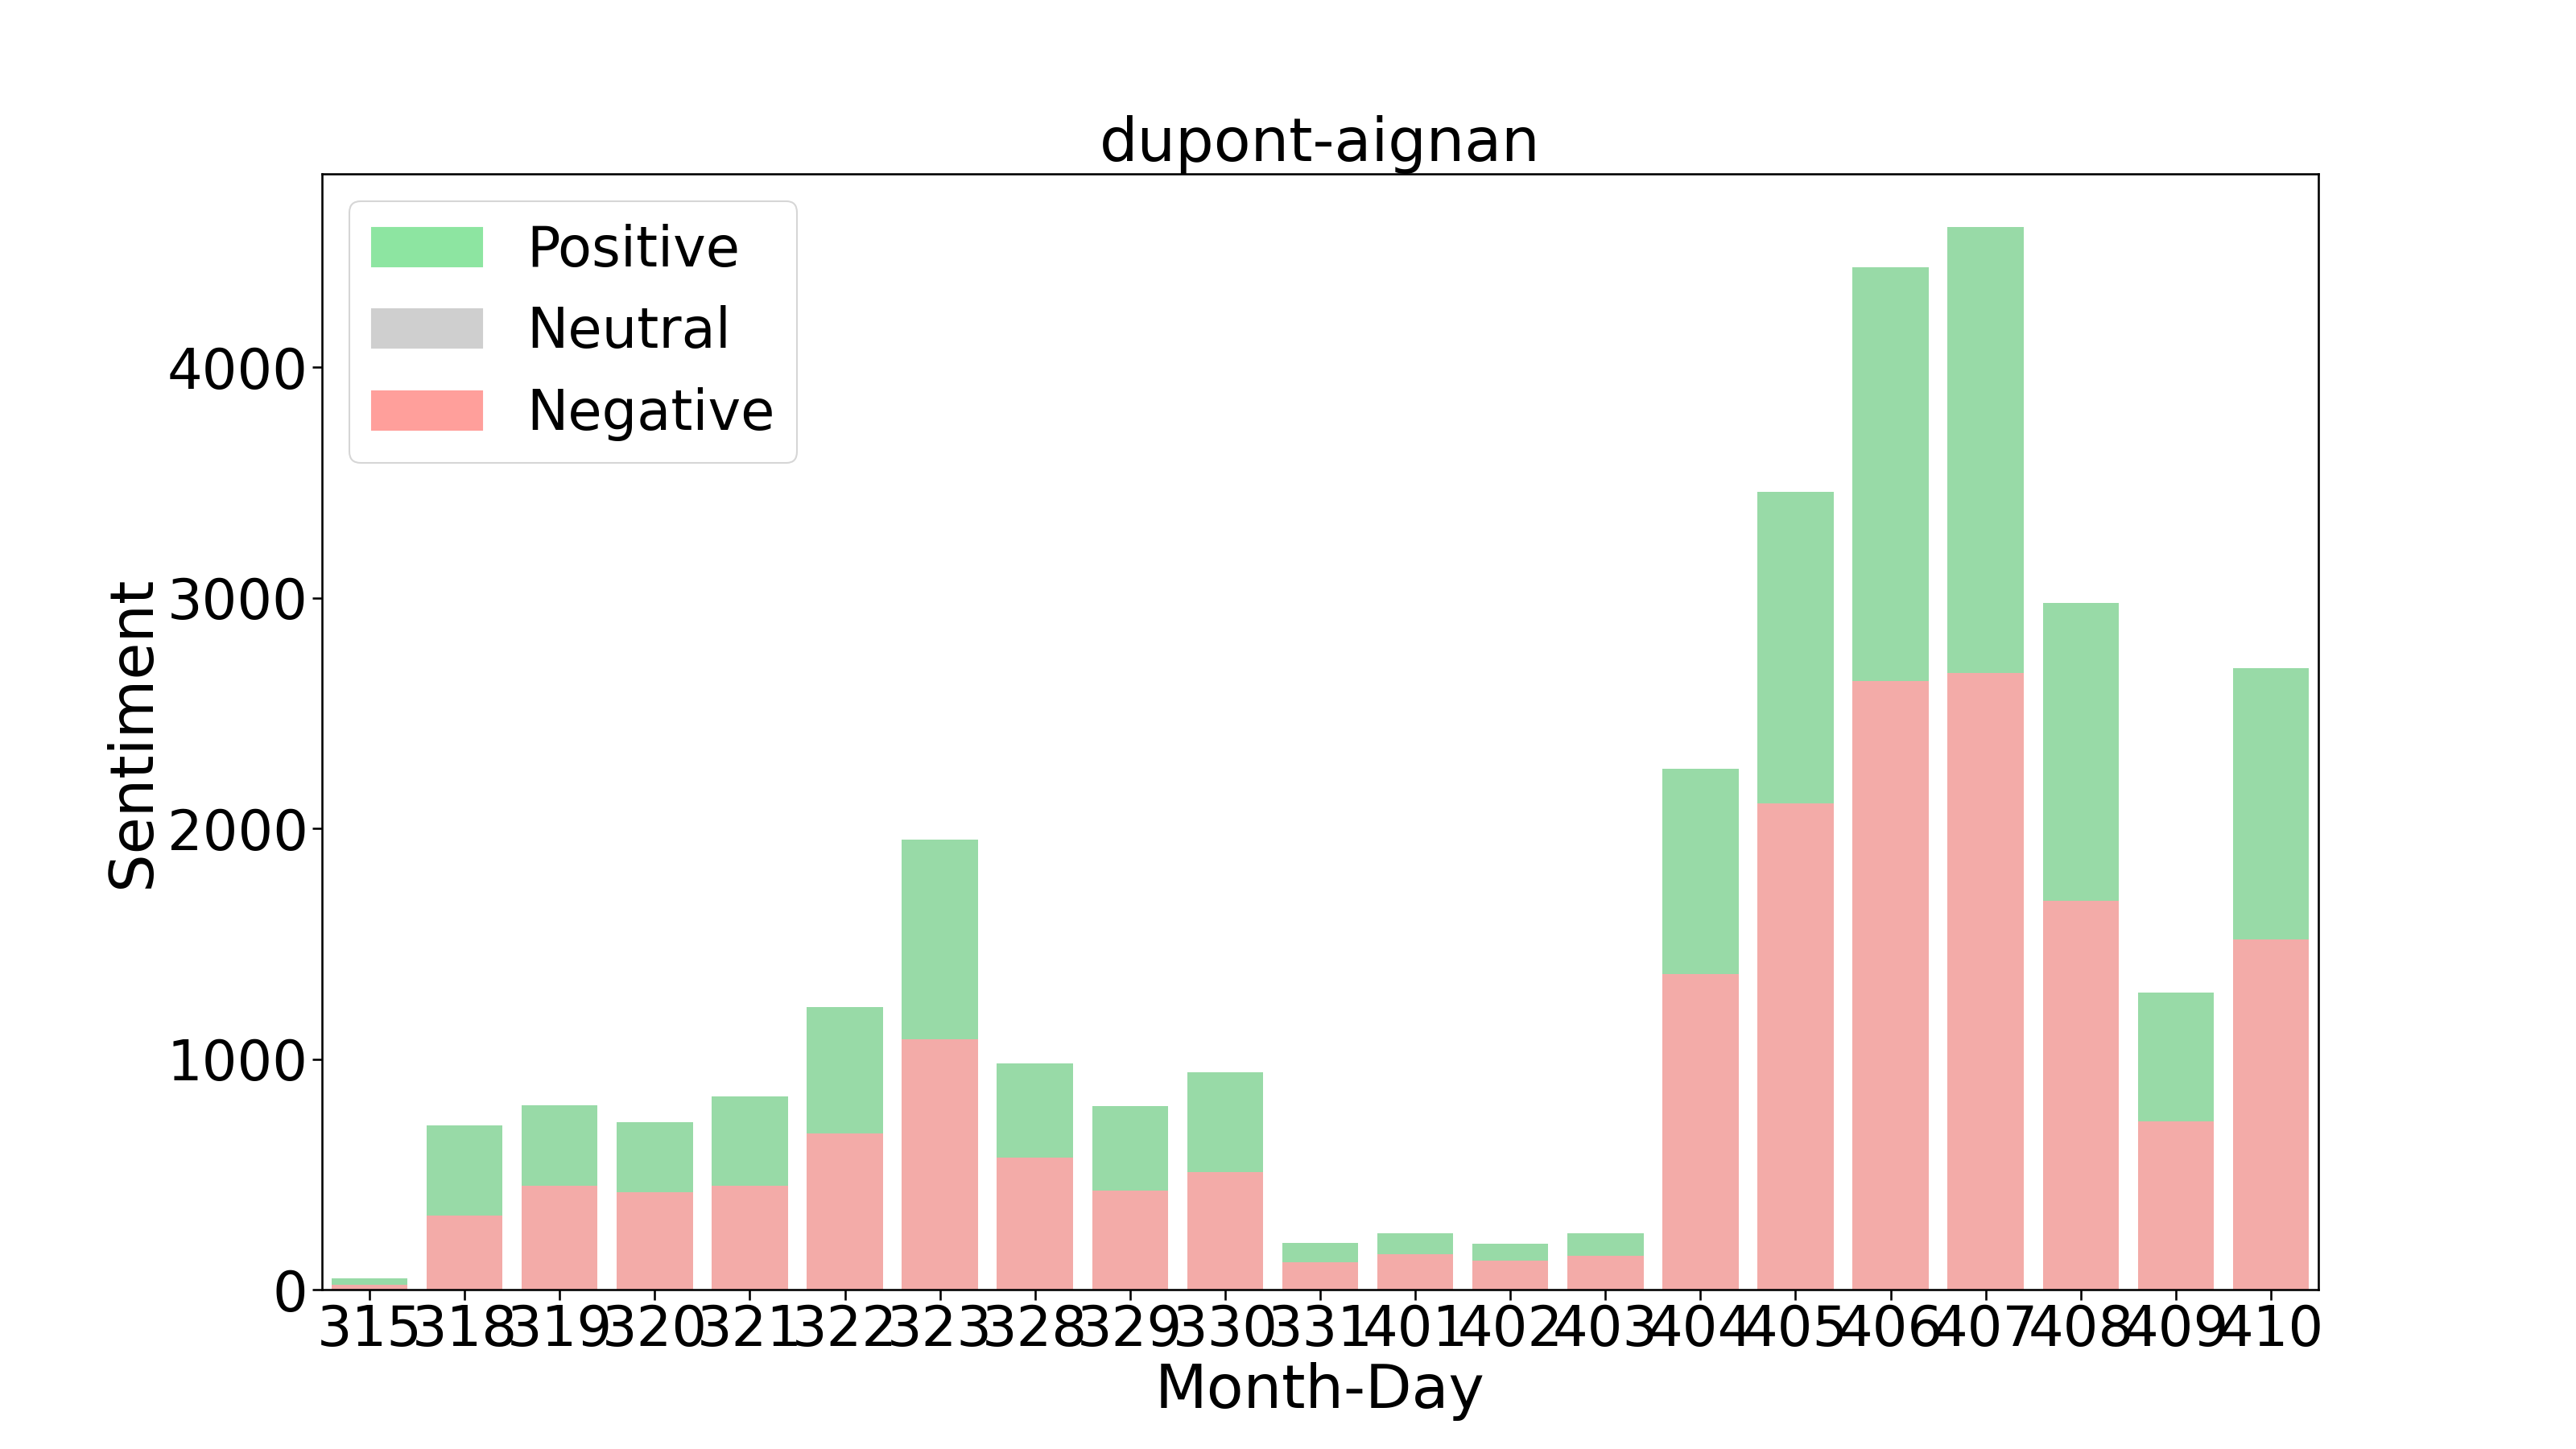 dupont-aignan
Positive
Neutral
Negative
4000
3000
2000
1000
0
Sentiment
315 318 319 320 321 322 323 328 329 330 331 401 402 403 404 405 406 407 408 409 410
Month-Day